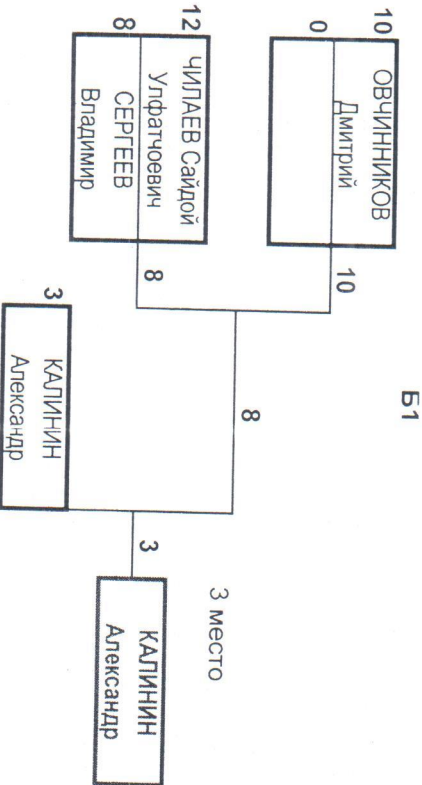 Б1
10
ОВЧИННИКОВ
Дмитрий
0
10
8
12
ЧИЛАЕВ Сайдой
Улфатчоевич
8
СЕРГЕЕВ
Владимир
8
3 место
3
КАЛИНИН
Александр
3
КАЛИНИН
Александр